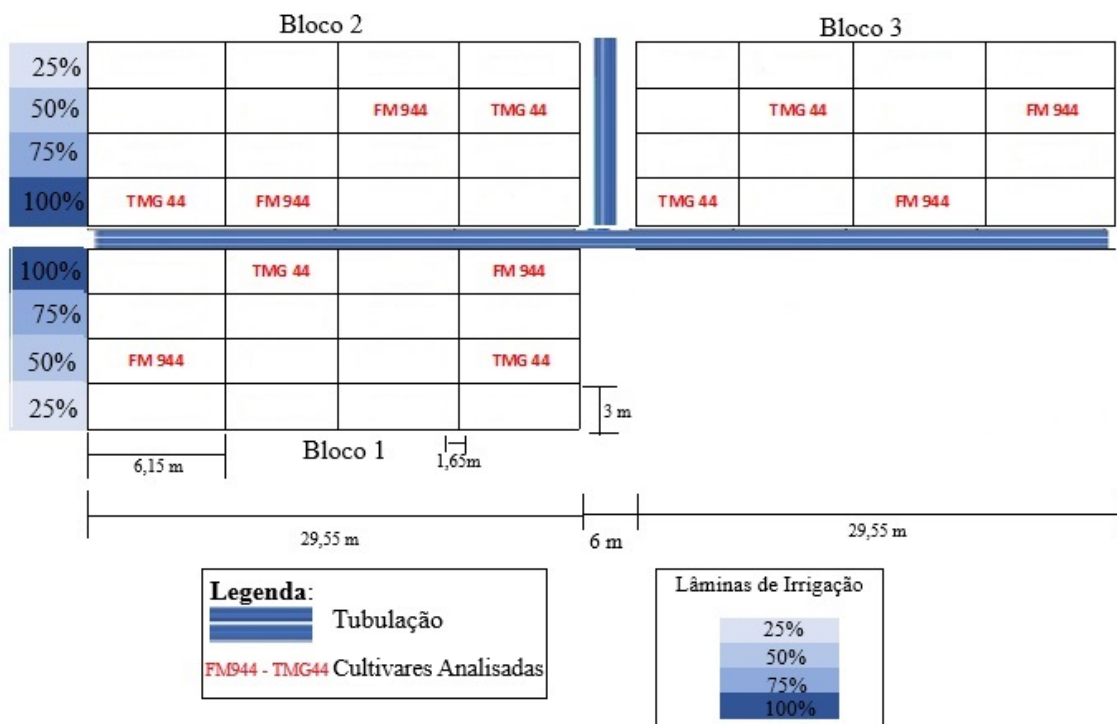 Bloco 2 Bloco 3
25%
50% FM 944 TMG 44 TMG 44 FM 944
75%
100% TMG 44 FM 944 TMG 44 FM 944
100% TMG 44 FM 944
75%
50% FM 944 TMG 44
25% 3 m
6,15 m Bloco 1 1,65m
29,55 m 6 m 29,55 m
Legenda:
Tubulação
FM944 - TMG44 Cultivares Analisadas
Lâminas de Irrigação
25%
50%
75%
100%